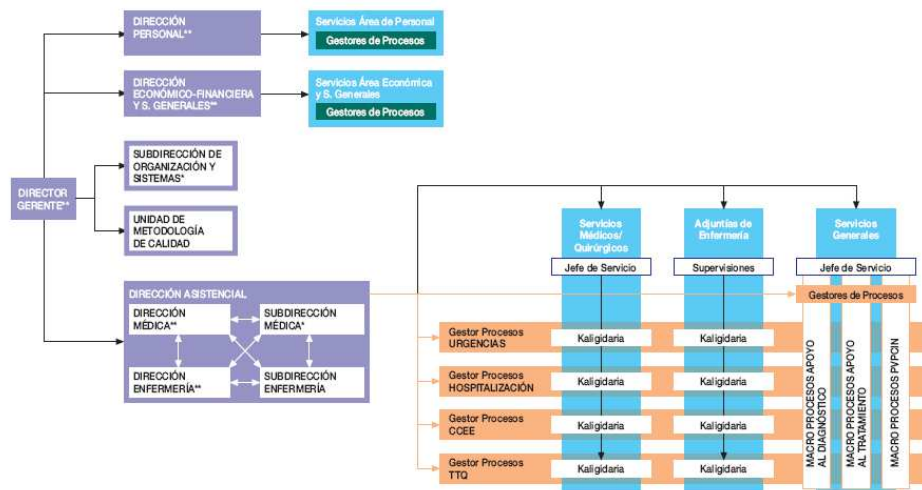 DIRECCIÓN
PERSONAL**
Servicios Área de Personal
Gestores de Procesos
DIRECCIÓN
ECONÓMICO-FINANCIERA
Y S. GENERALES**
Servicios Área Económica
y S. Generales
Gestores de Procesos
SUBDIRECCIÓN DE
ORGANIZACIÓN Y
SISTEMAS*
DIRECTOR
GERENTE**
UNIDAD DE
METODOLOGÍA
DE CALIDAD
DIRECCIÓN ASISTENCIAL
DIRECCIÓN
MÉDICA**
SUBDIRECCIÓN
MÉDICA*
DIRECCIÓN
ENFERMERÍA**
SUBDIRECCIÓN
ENFERMERÍA
Servicios
Médicos/
Quirúrgicos
Adjuntías de
Enfermería
Servicios
Generales
Jefe de Servicio
Supervisiones
Jefe de Servicio
Gestores de Procesos
Gestor Procesos
URGENCIAS
Kaligidaria
Kaligidaria
Gestor Procesos
HOSPITALIZACIÓN
Kaligidaria
Kaligidaria
Gestor Procesos
CCEE
Kaligidaria
Kaligidaria
Gestor Procesos
TTQ
Kaligidaria
Kaligidaria
MACRO PROCESOS APOYO
AL DIAGNÓSTICO
MACRO PROCESOS APOYO
AL TRATAMIENTO
MACRO PROCESOS PVPCIN